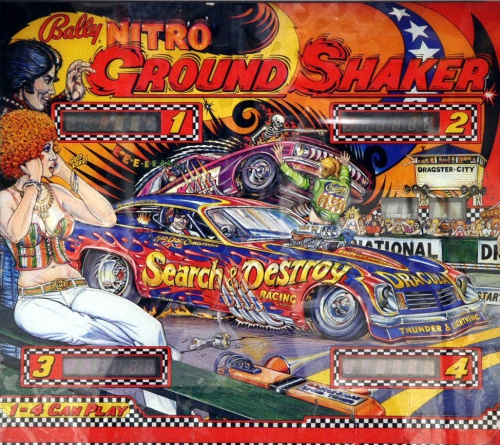 Bally NITRO
GROUND SHAKER
1
2
DRAGSTER-CITY
NATIONAL
Search & Destroy
RACING
DRACULA
THUNDER & LIGHTNING
3
4
1-4 CAN PLAY